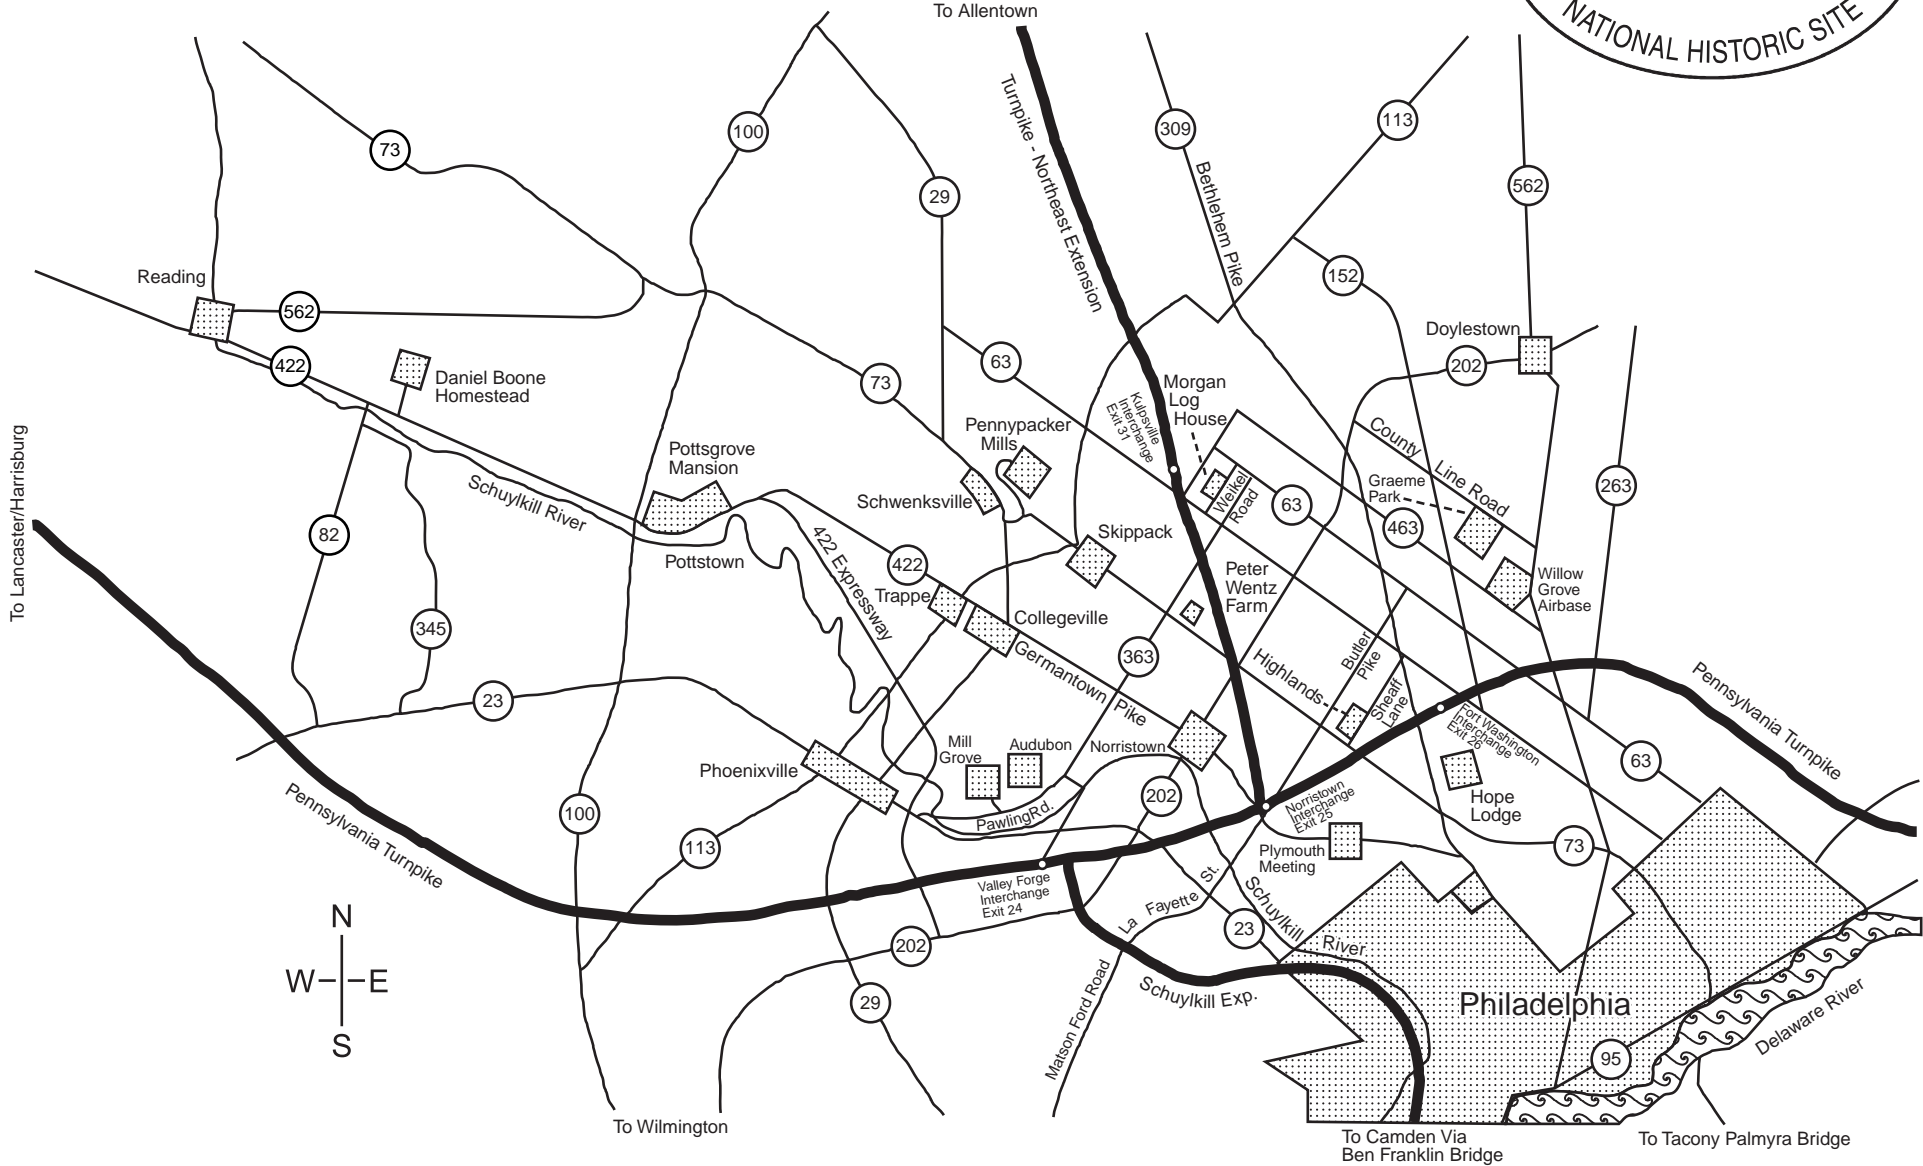 To Allentown
NATIONAL HISTORIC SITE
Turnpike - Northeast Extension
100
309
113
73
29
562
Bethlehem Pike
152
Reading
562
Doylestown
202
422
Daniel Boone
Homestead
73
63
Morgan
Log
House
Kulpsville
Interchange
Exit 31
Pennypacker
Mills
County Line Road
Graeme
Park
263
Pottsgrove
Mansion
Schuylkill River
Schwenksville
Weikel
Road
63
463
To Lancaster/Harrisburg
82
Pottstown
422 Expressway
422
Skippack
Peter
Wentz
Farm
Willow
Grove
Airbase
Trappe
Collegeville
345
363
Germantown Pike
Highlands
Butler
Pike
Sheaff
Lane
23
Pennsylvania Turnpike
Fort Washington
Interchange
Exit 26
Mill
Grove
Audubon
Norristown
Phoenixville
63
Pennsylvania Turnpike
100
113
202
PawlingRd.
Norristown
Interchange
Exit 25
Hope
Lodge
Plymouth
Meeting
73
Valley Forge
Interchange
Exit 24
La Fayette St.
Schuylkill River
23
N
W E
S
202
29
Matson Ford Road
Schuylkill Exp.
Philadelphia
95
Delaware River
To Wilmington
To Camden Via
Ben Franklin Bridge
To Tacony Palmyra Bridge